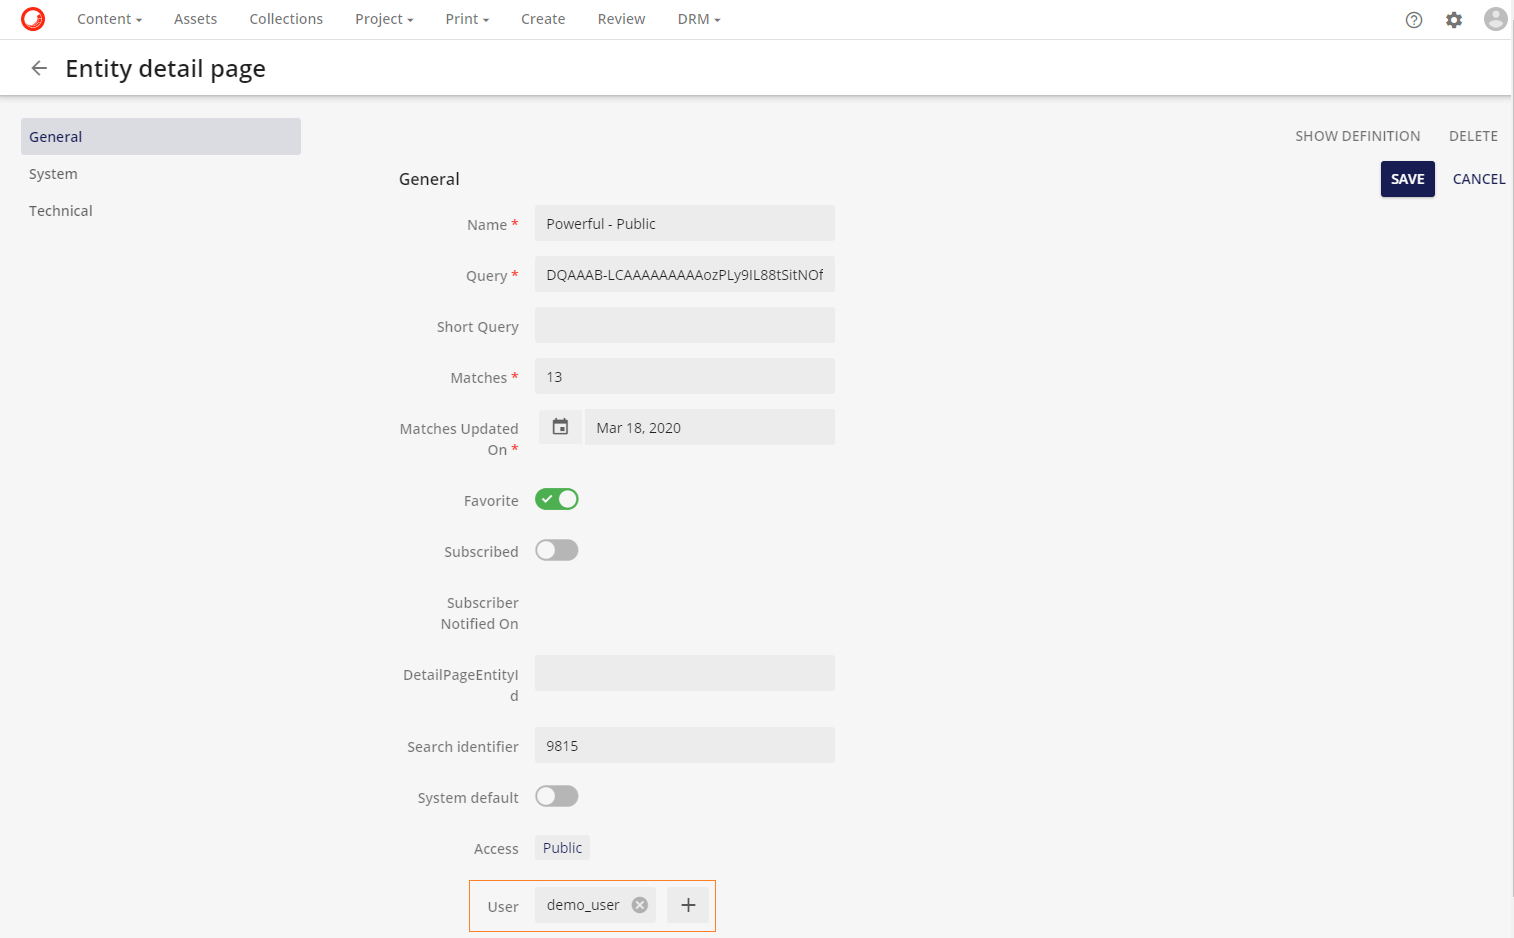 Content Assets Collections Project Print Create Review DRM
Entity detail page
General
System
Technical
SHOW DEFINITION DELETE
General
SAVE CANCEL
Name * Powerful - Public
Query * DQAAAB-LCAAAAAAAAAozPLy9IL88tSitNOf
Short Query
Matches * 13
Matches Updated
On * Mar 18, 2020
Favorite
Subscribed
Subscriber
Notified On
DetailPageEntityI
d
Search identifier 9815
System default
Access Public
User demo_user